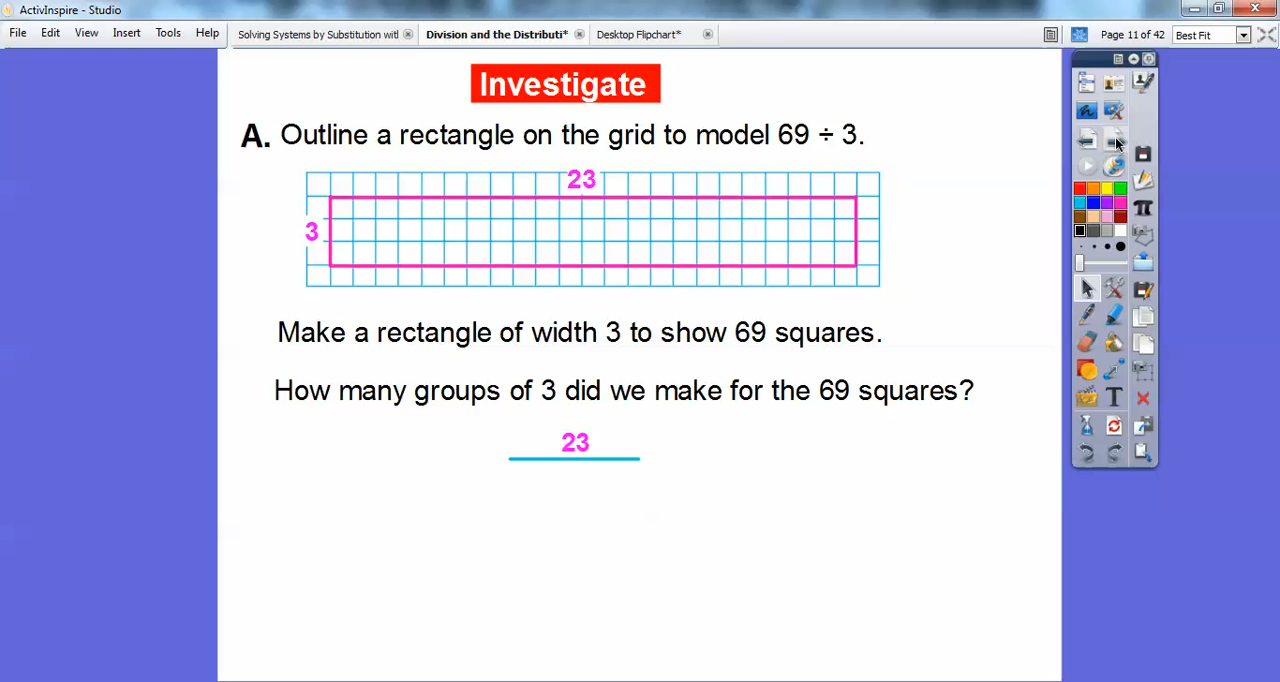 ActivInspire - Studio
File Edit View Insert Tools Help
Solving Systems by Substitution witl
Division and the Distributi*
Desktop Flipchart*
Page 11 of 42
Best Fit
Investigate
A. Outline a rectangle on the grid to model 69 ÷ 3.
23
3
Make a rectangle of width 3 to show 69 squares.
How many groups of 3 did we make for the 69 squares?
23